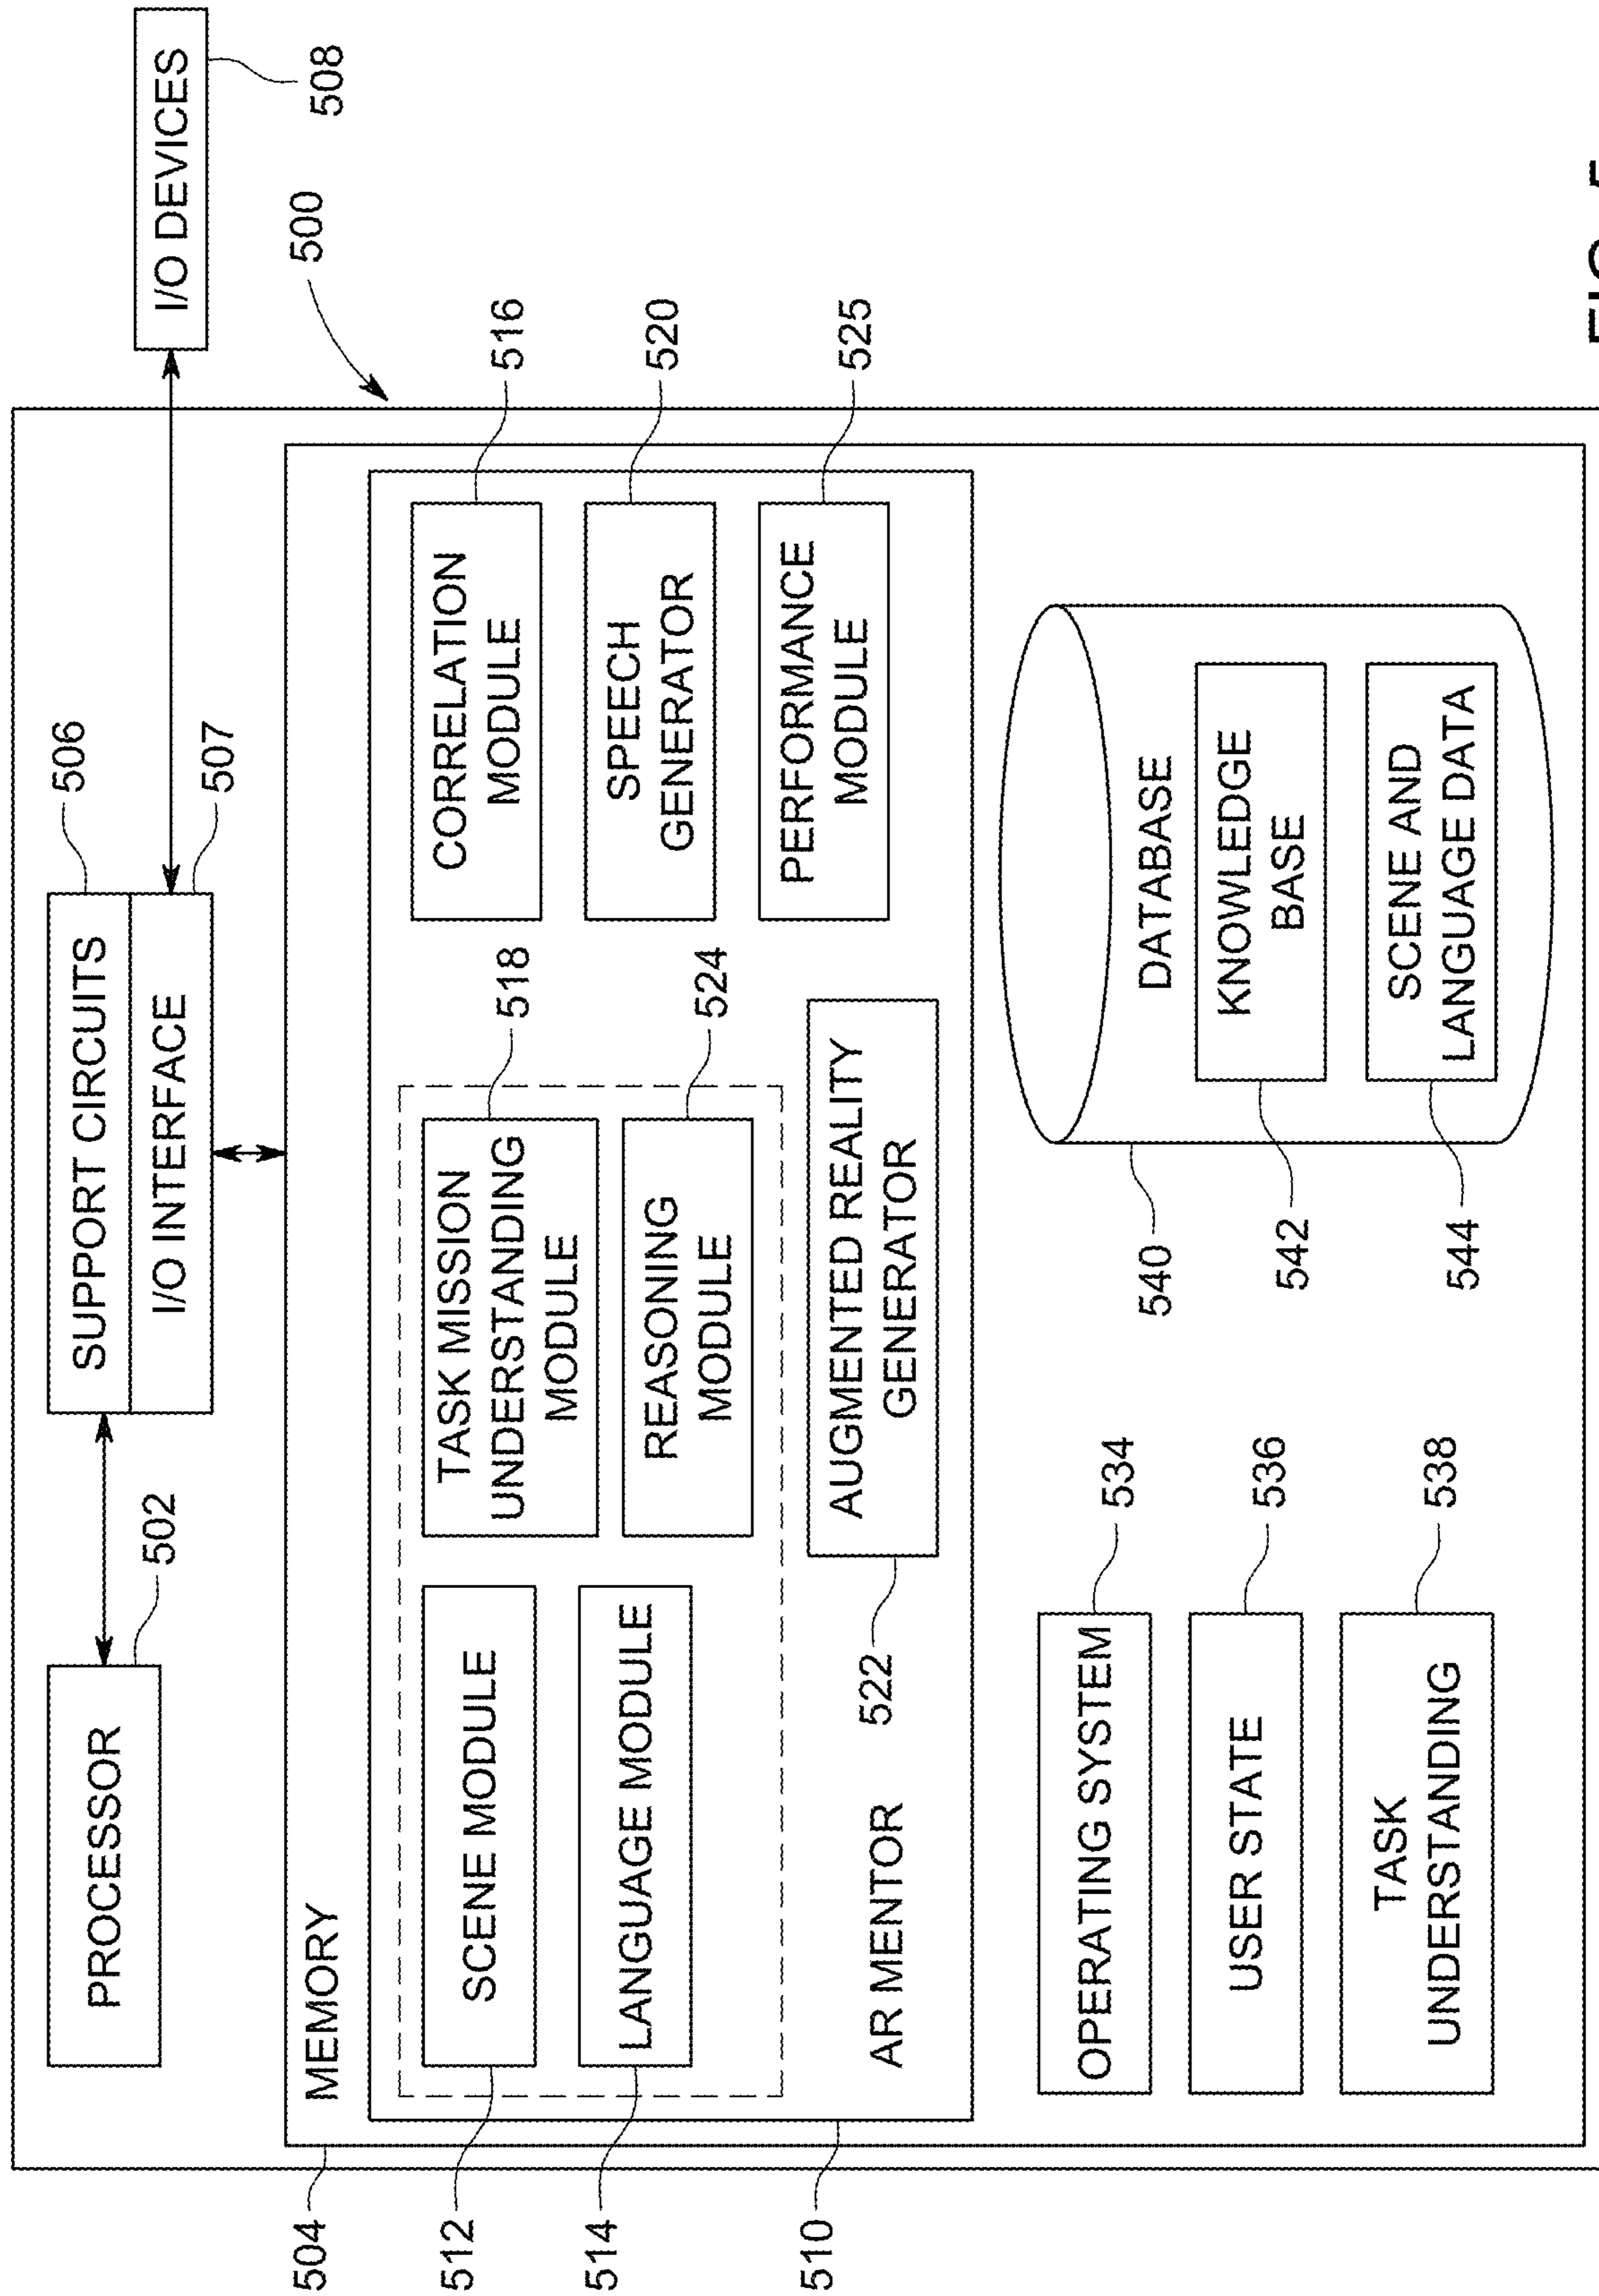 I/O DEVICES
508
500
SUPPORT CIRCUITS
506
I/O INTERFACE
507
PROCESSOR
502
MEMORY
504
SCENE MODULE
512
LANGUAGE MODULE
514
TASK MISSION
UNDERSTANDING
MODULE
518
REASONING
MODULE
524
CORRELATION
MODULE
516
SPEECH
GENERATOR
520
PERFORMANCE
MODULE
525
AR MENTOR
510
AUGMENTED REALITY
GENERATOR
522
OPERATING SYSTEM
534
USER STATE
536
TASK
UNDERSTANDING
538
DATABASE
540
KNOWLEDGE
BASE
542
SCENE AND
LANGUAGE DATA
544